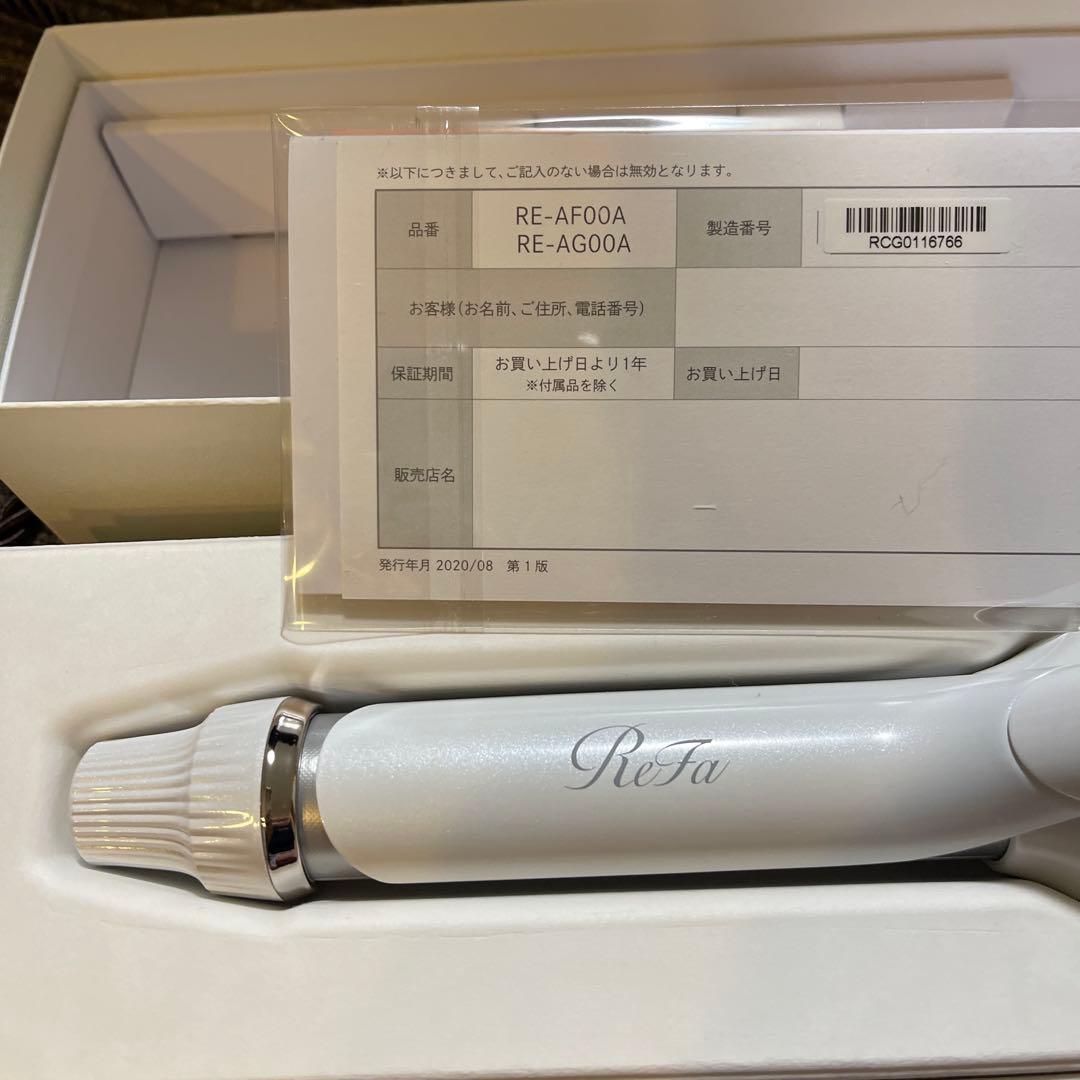 ※以下につきまして、ご記入のない場合は無効となります。
品番
RE-AF00A
RE-AG00A
製造番号
RCG0116766
お客様(お名前、ご住所、電話番号)
保証期間
お買い上げ日より1年
※付属品を除く
お買い上げ日
販売店名
発行年月 2020/08 第1版
ReFa